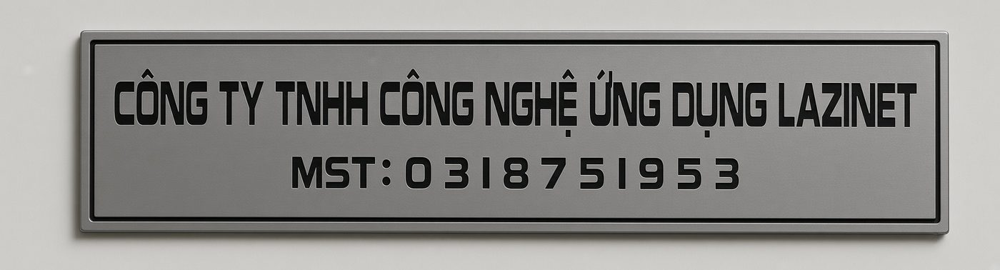 CÔNG TY TNHH CÔNG NGHỆ ỨNG DỤNG LAZINET
MST: 0318751953